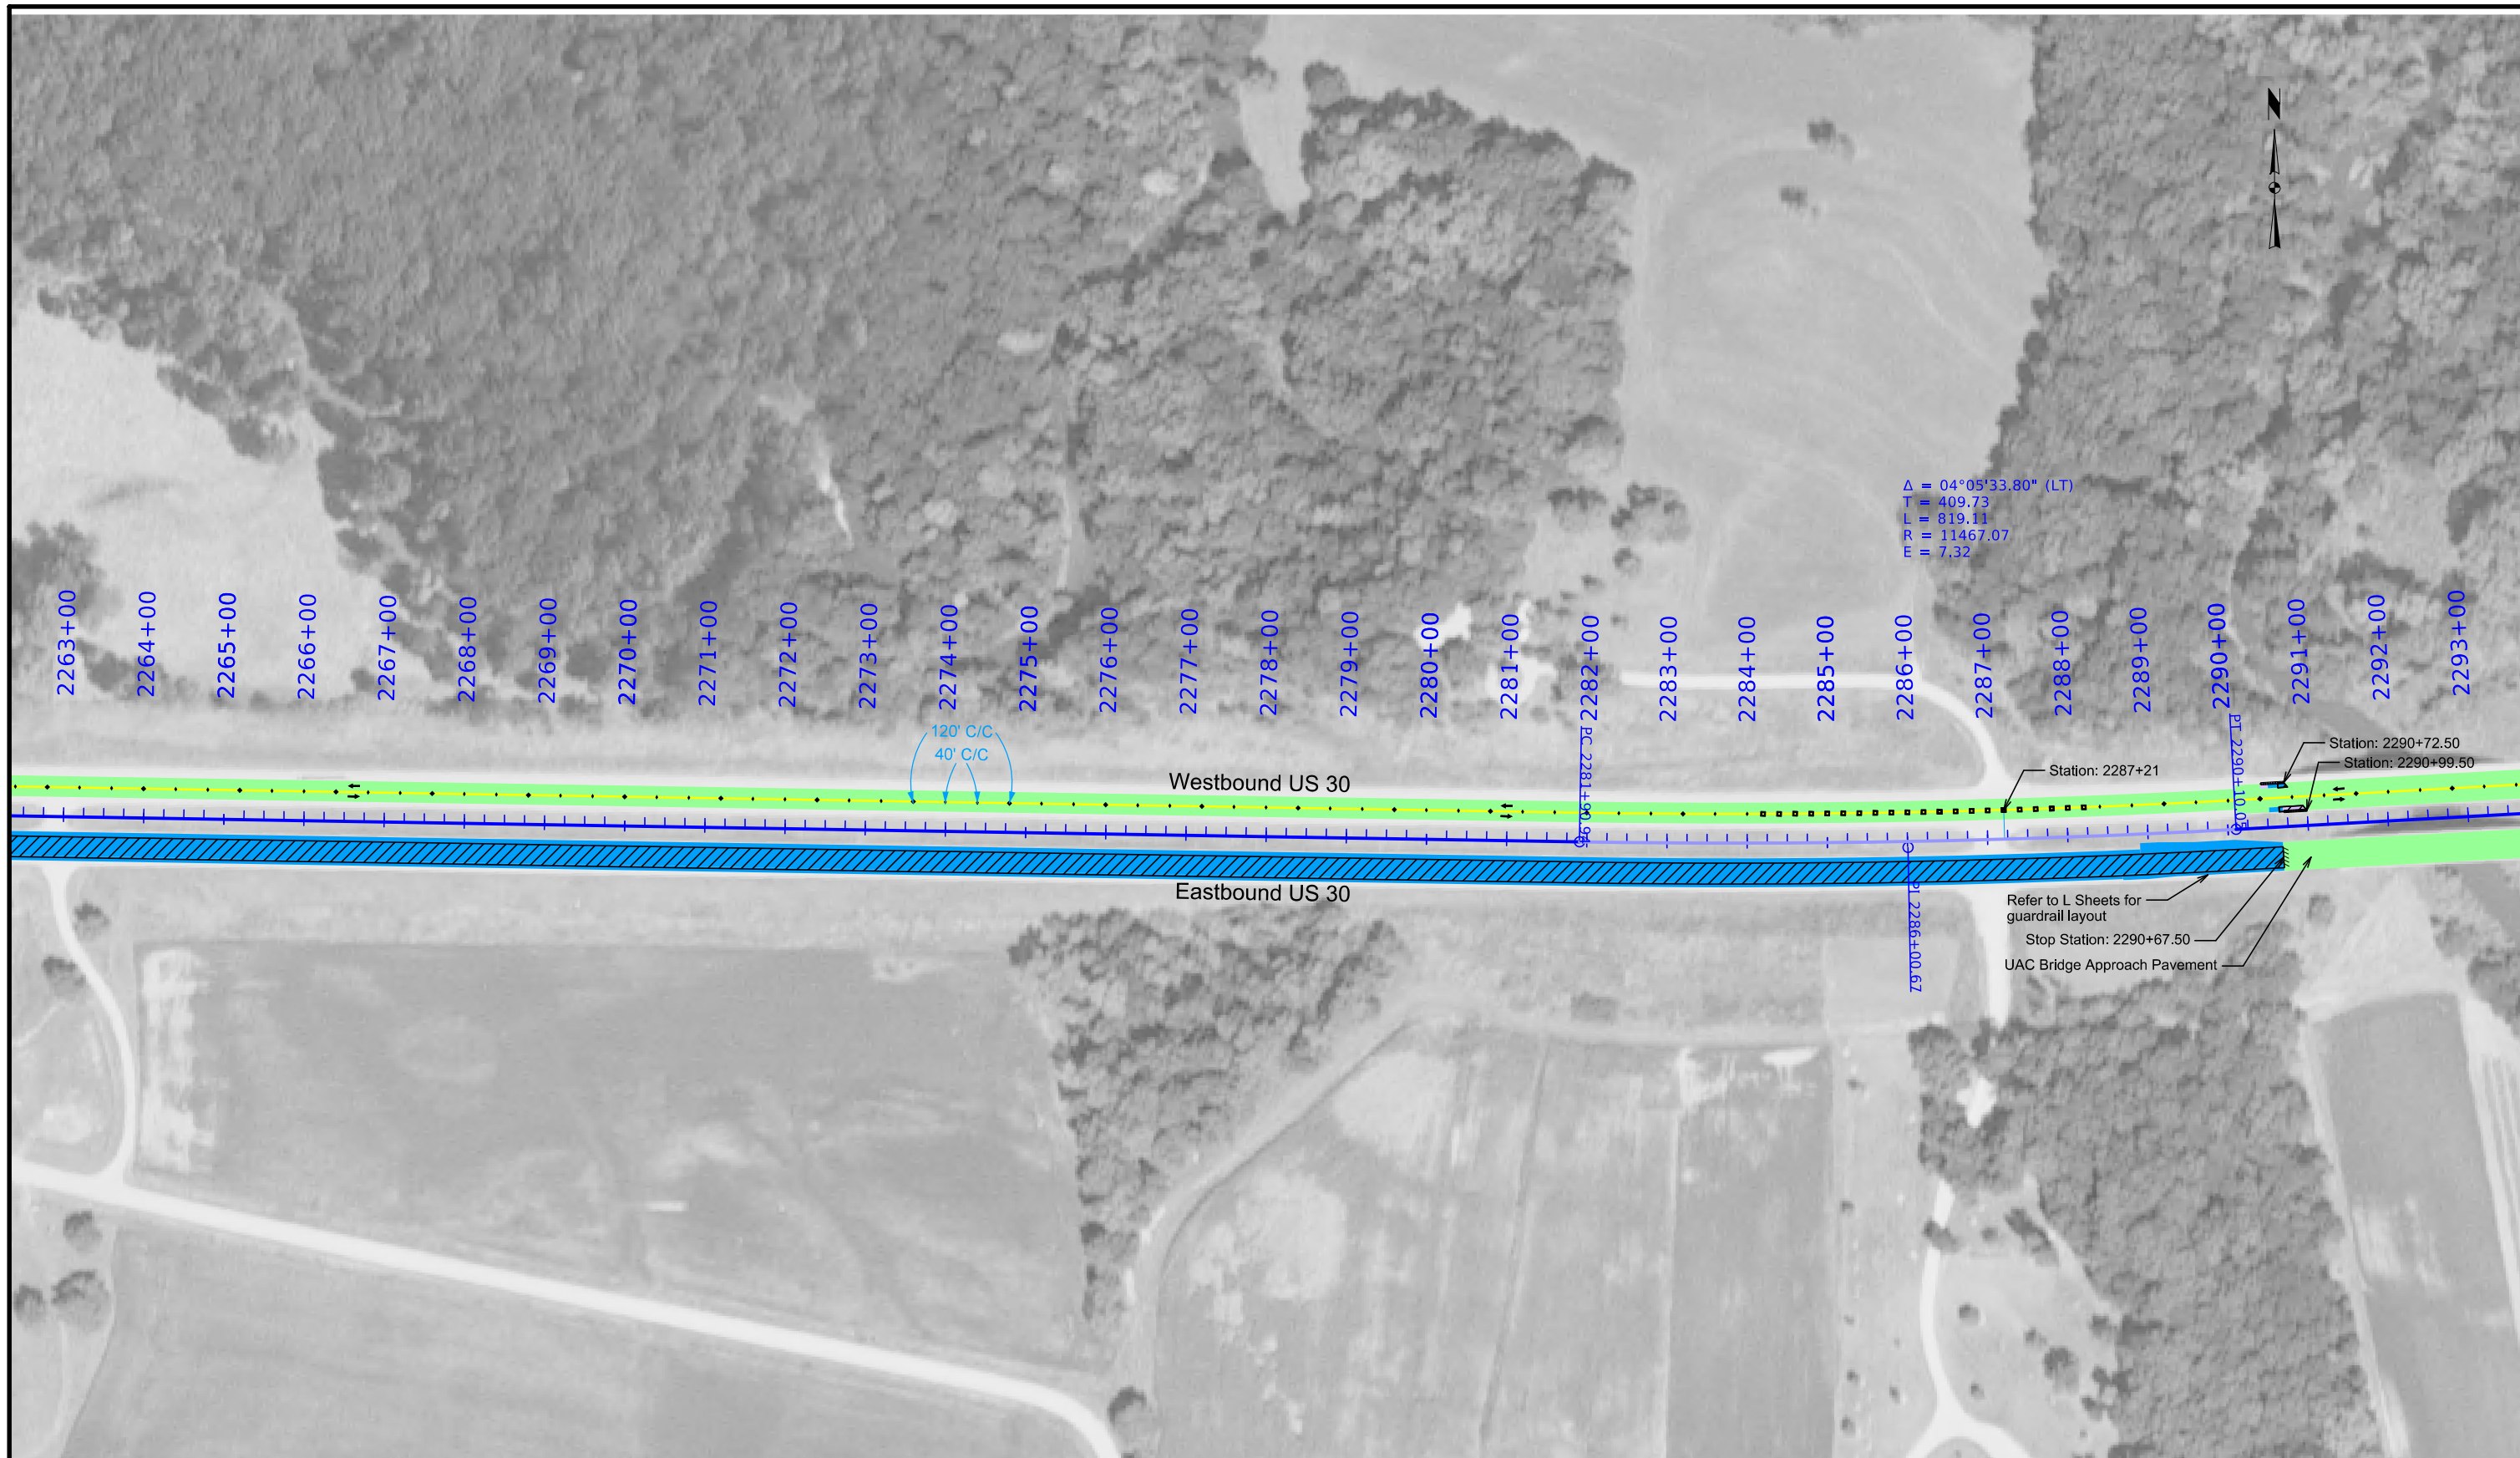 N
Δ = 04°05'33.80" (LT)
T = 409.73
L = 819.11
R = 11467.07
E = 7.32
2263+00
2264+00
2265+00
2266+00
2267+00
2268+00
2269+00
2270+00
2271+00
2272+00
2273+00
2274+00
2275+00
2276+00
2277+00
2278+00
2279+00
2280+00
2281+00
2282+00
2283+00
2284+00
2285+00
2286+00
2287+00
2288+00
2289+00
2290+00
2291+00
2292+00
2293+00
120' C/C
40' C/C
PC 2281+90.95
PT 2290+10.05
PI 2286+00.67
Westbound US 30
Station: 2287+21
Station: 2290+72.50
Station: 2290+99.50
Eastbound US 30
Refer to L Sheets for
guardrail layout
Stop Station: 2290+67.50
UAC Bridge Approach Pavement